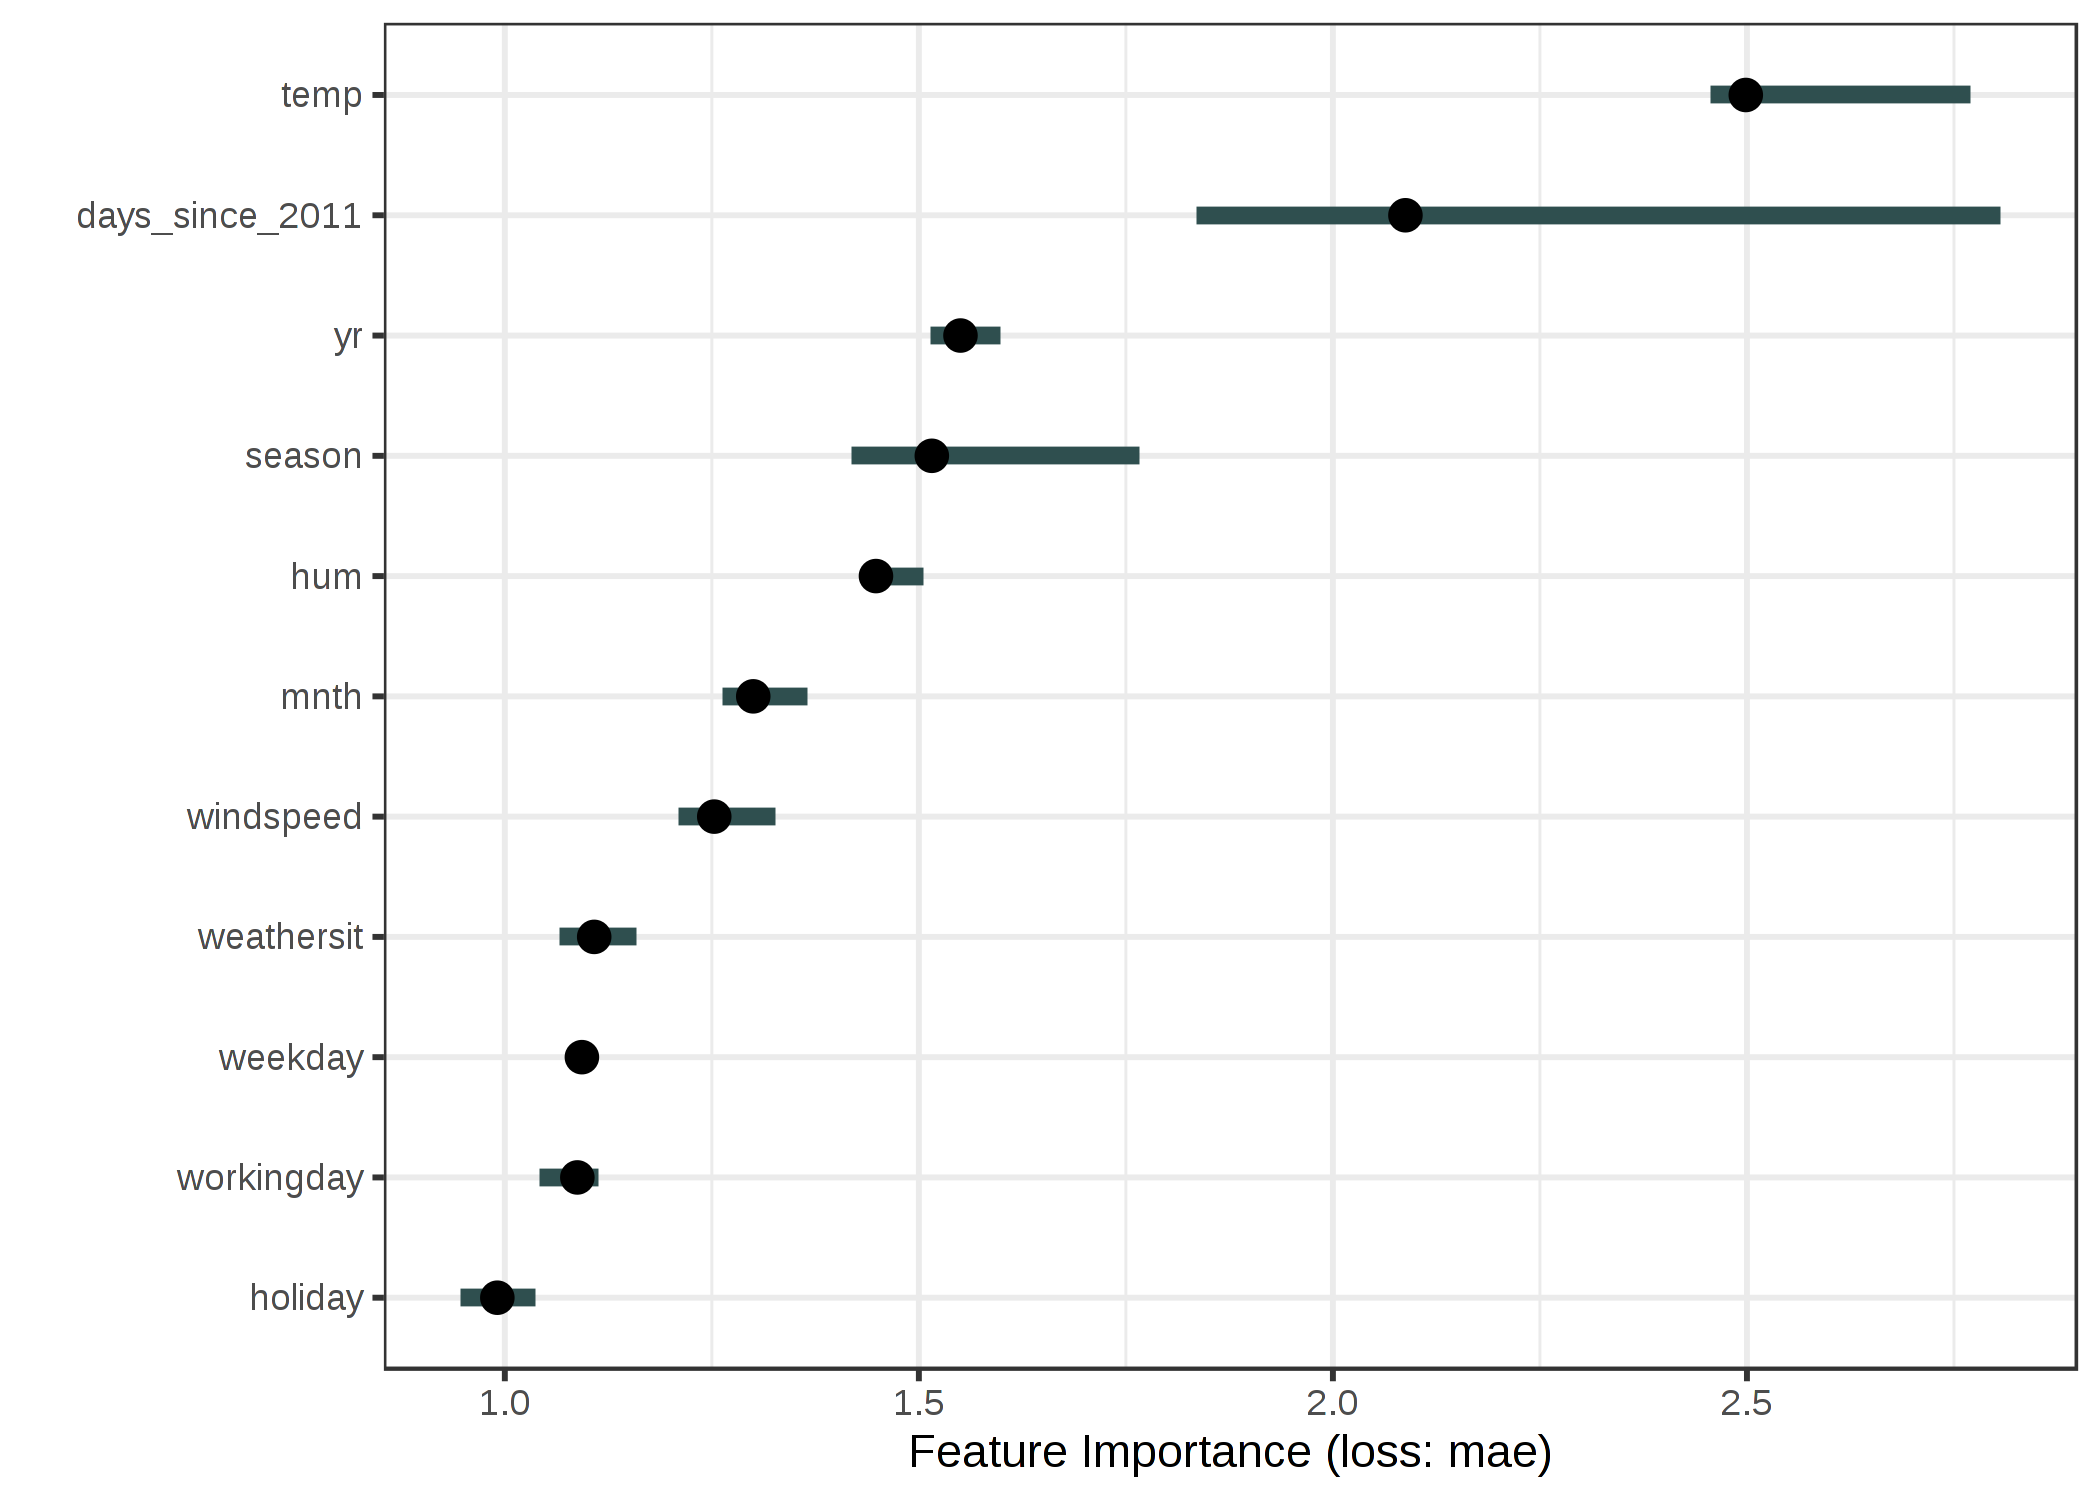 temp
days_since_2011
yr
season
hum
mnth
windspeed
weathersit
weekday
workingday
holiday
1.0 1.5 2.0 2.5
Feature Importance (loss: mae)